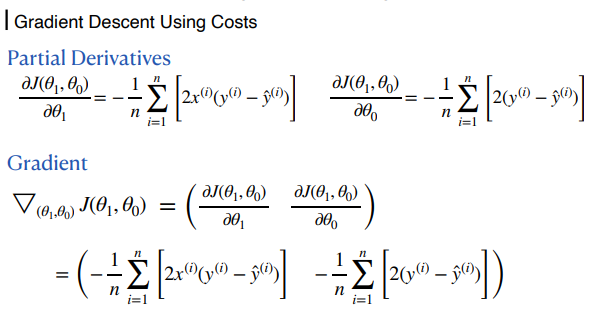 Gradient Descent Using Costs
Partial Derivatives
∂J(θ₁, θ₀)/∂θ₁ = −1/n ∑ᵢ₌₁ⁿ [2x⁽ⁱ⁾(y⁽ⁱ⁾ − ŷ⁽ⁱ⁾)] ∂J(θ₁, θ₀)/∂θ₀ = −1/n ∑ᵢ₌₁ⁿ [2(y⁽ⁱ⁾ − ŷ⁽ⁱ⁾)]
Gradient
▽(θ₁,θ₀) J(θ₁, θ₀) = (∂J(θ₁, θ₀)/∂θ₁ ∂J(θ₁, θ₀)/∂θ₀)
= (−1/n ∑ᵢ₌₁ⁿ [2x⁽ⁱ⁾(y⁽ⁱ⁾ − ŷ⁽ⁱ⁾)] −1/n ∑ᵢ₌₁ⁿ [2(y⁽ⁱ⁾ − ŷ⁽ⁱ⁾)])